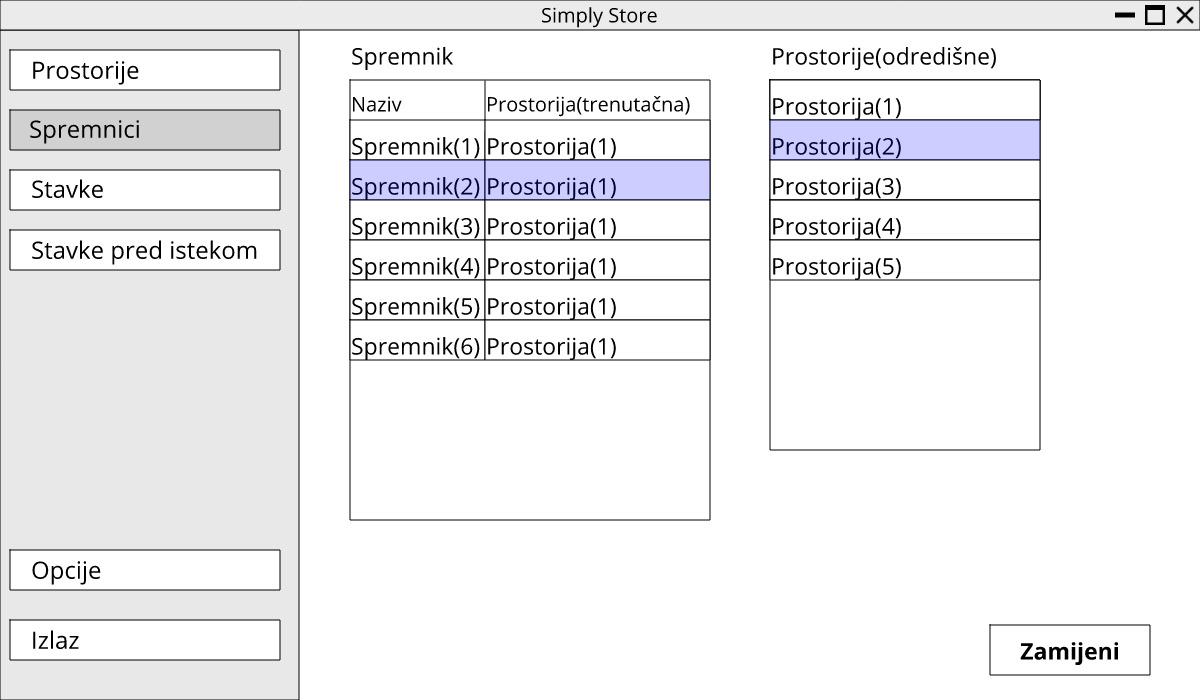 Simply Store
Prostorije
Spremnici
Stavke
Stavke pred istekom
Opcije
Izlaz
Spremnik
Naziv Prostorija(trenutačna)
Spremnik(1) Prostorija(1)
Spremnik(2) Prostorija(1)
Spremnik(3) Prostorija(1)
Spremnik(4) Prostorija(1)
Spremnik(5) Prostorija(1)
Spremnik(6) Prostorija(1)
Prostorije(odredišne)
Prostorija(1)
Prostorija(2)
Prostorija(3)
Prostorija(4)
Prostorija(5)
Zamijeni